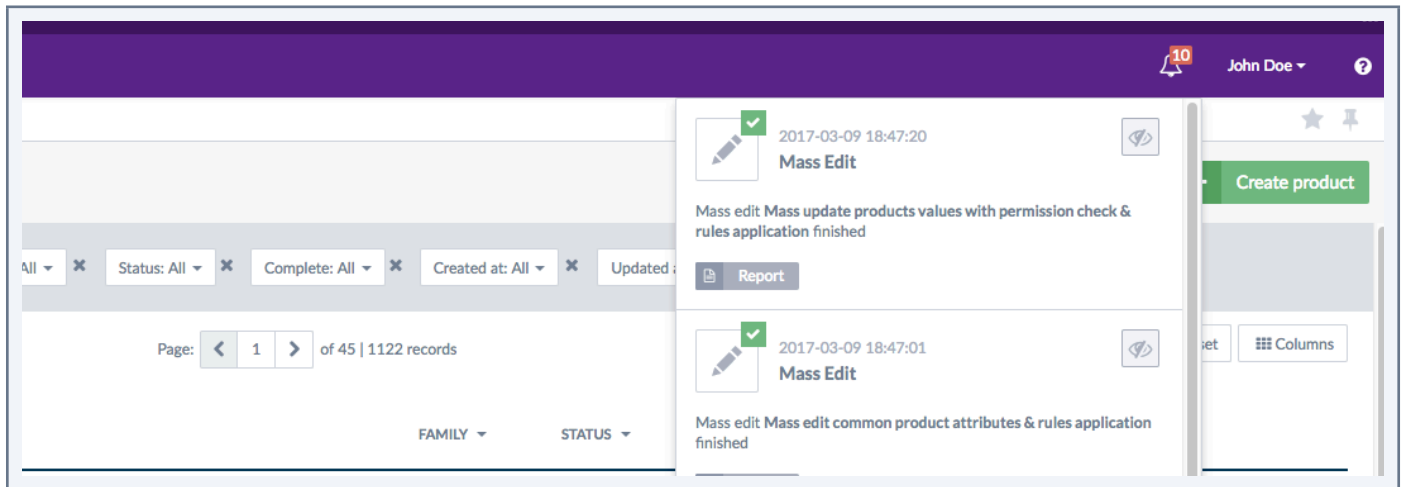 10
John Doe
2017-03-09 18:47:20
Mass Edit
Create product
Mass edit Mass update products values with permission check &
rules application finished
All
Status: All
Complete: All
Created at: All
Updated
Report
Page:
1
of 45 | 1122 records
2017-03-09 18:47:01
Mass Edit
Columns
FAMILY
STATUS
Mass edit Mass edit common product attributes & rules application
finished